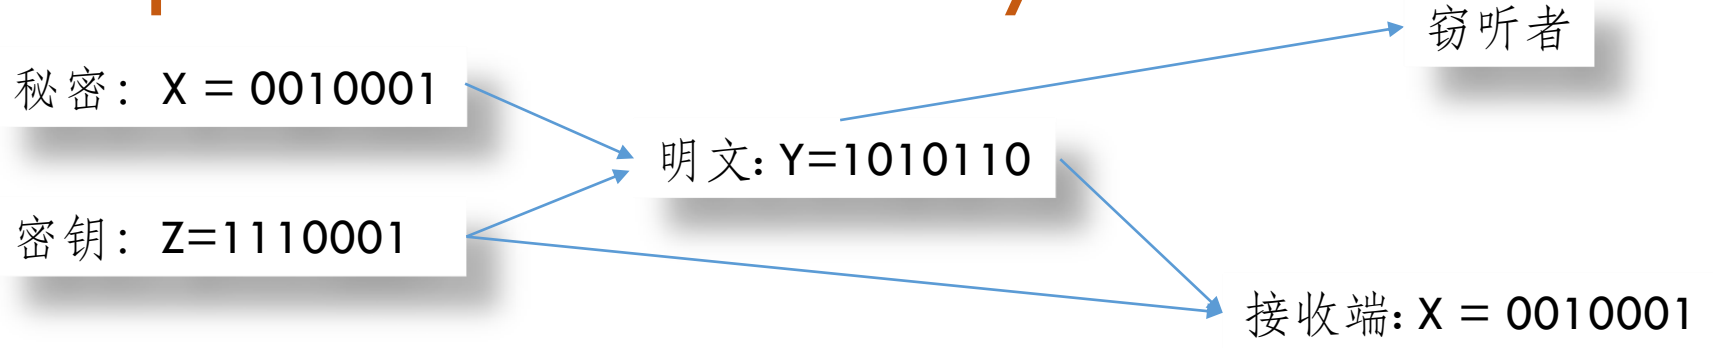 窃听者
秘密：X = 0010001
明文: Y=1010110
密钥：Z=1110001
接收端: X = 0010001